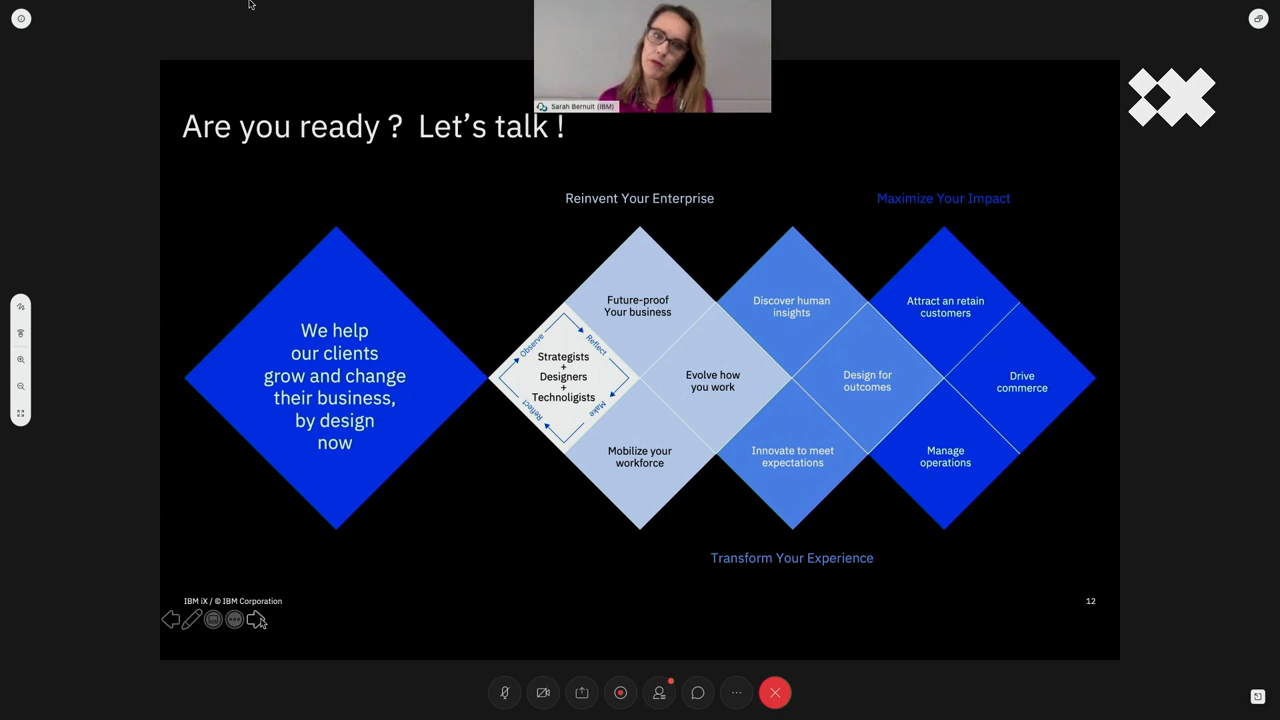 Sarah Bernuit (IBM)
Are you ready ?  Let's talk !
Reinvent Your Enterprise
Maximize Your Impact
We help
our clients
grow and change
their business,
by design
now
Observe
Reflect
Make
Reflect
Strategists
+
Designers
+
Technoligists
Future-proof
Your business
Evolve how
you work
Mobilize your
workforce
Discover human
insights
Design for
outcomes
Innovate to meet
expectations
Attract an retain
customers
Drive
commerce
Manage
operations
Transform Your Experience
IBM iX / © IBM Corporation
12